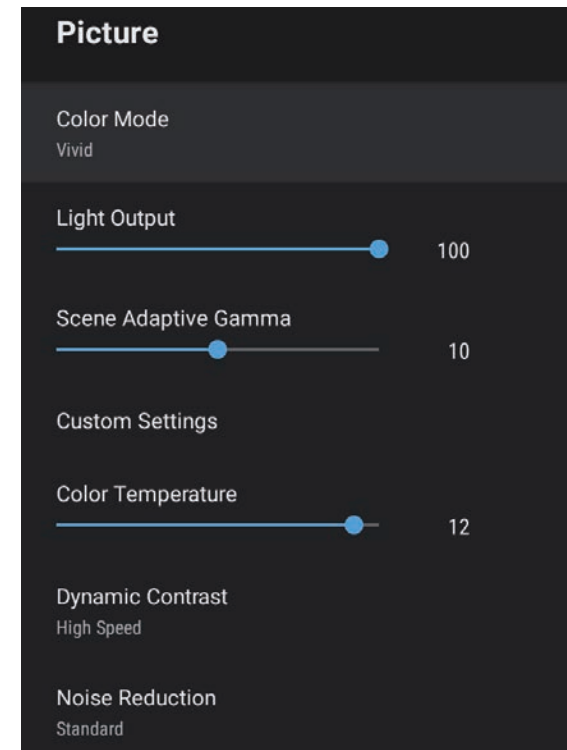 Picture
Color Mode
Vivid
Light Output
100
Scene Adaptive Gamma
10
Custom Settings
Color Temperature
12
Dynamic Contrast
High Speed
Noise Reduction
Standard